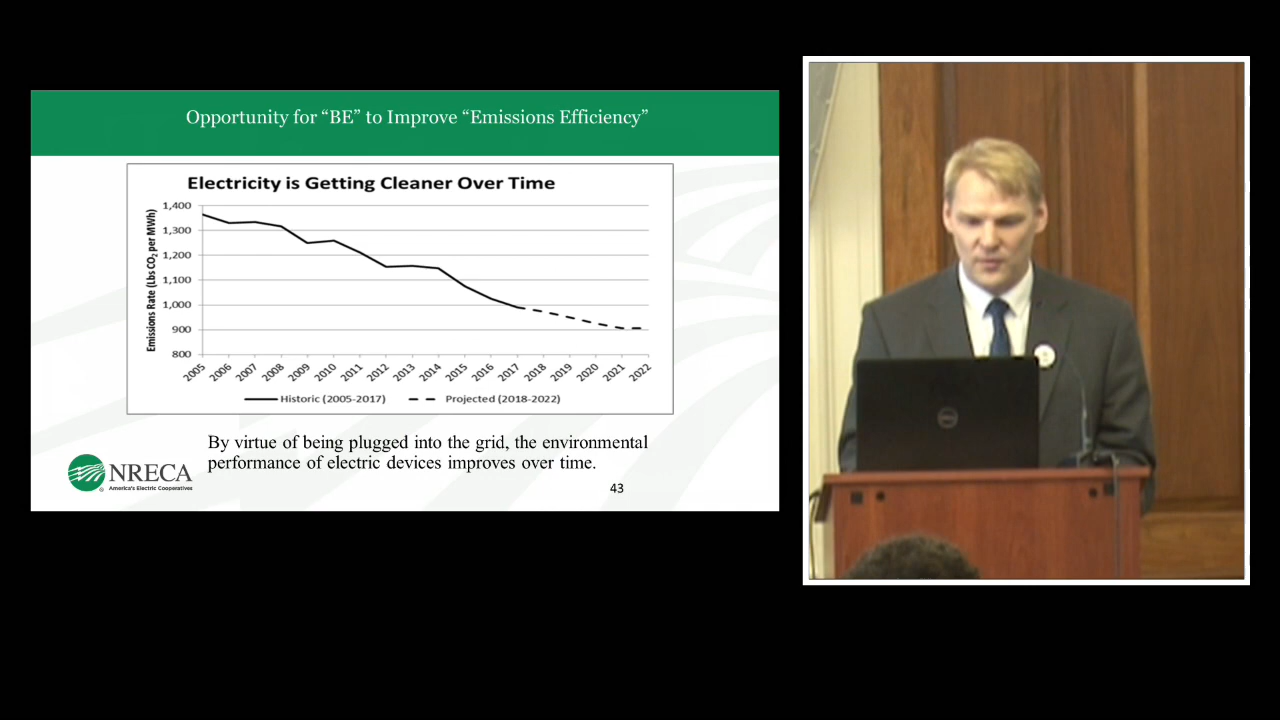 Opportunity for “BE” to Improve “Emissions Efficiency”
Electricity is Getting Cleaner Over Time
Emissions Rate (Lbs CO₂ per MWh)
1,400
1,300
1,200
1,100
1,000
900
800
2005 2006 2007 2008 2009 2010 2011 2012 2013 2014 2015 2016 2017 2018 2019 2020 2021 2022
Historic (2005-2017) Projected (2018-2022)
By virtue of being plugged into the grid, the environmental
performance of electric devices improves over time.
NRECA
America's Electric Cooperatives
43
DELL